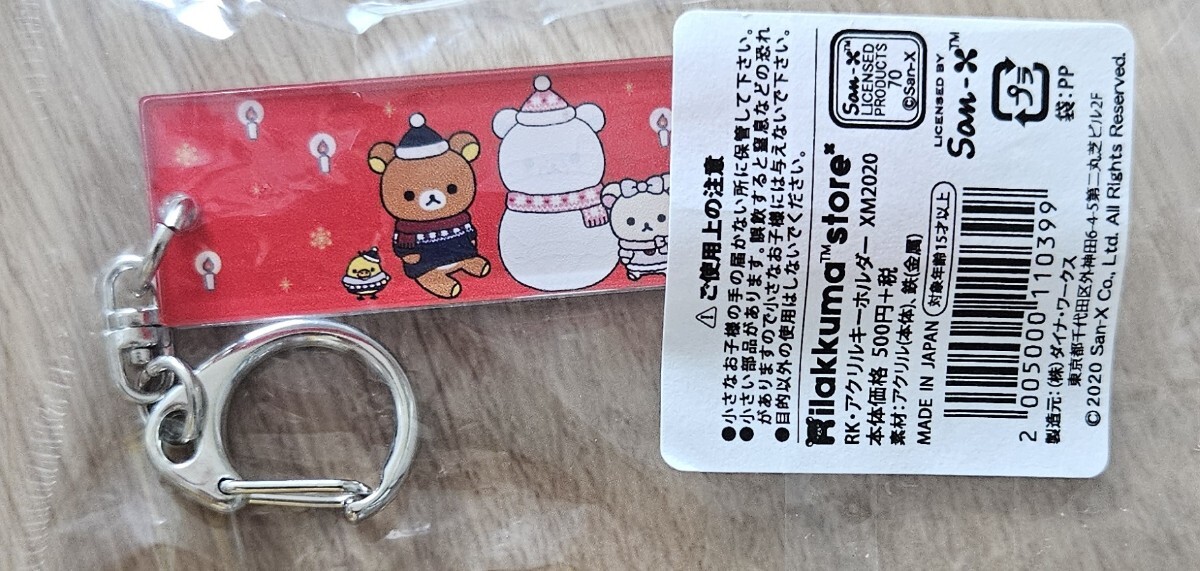 ⚠ご使用上の注意
●小さなお子様の手の届かない所に保管して下さい。
●小さい部品があります。誤飲すると窒息などの恐れ
がありますので小さなお子様には与えないで下さい。
●目的以外の使用はしないでください。
Rilakkuma™store
RK・アクリルキーホルダー XM2020
本体価格 500円+税
素材:アクリル(本体)、鉄(金属)
MADE IN JAPAN 対象年齢15才以上
2 005000 110399
製造元:(株)ダイナ・ワークス
東京都千代田区外神田6-4-5第二丸芝ビル2F
©2020 San-X Co., Ltd. All Rights Reserved.
San-X™
LICENSED
PRODUCTS
70
©San-X
LICENSED BY
San-X™
プラ
袋:PP